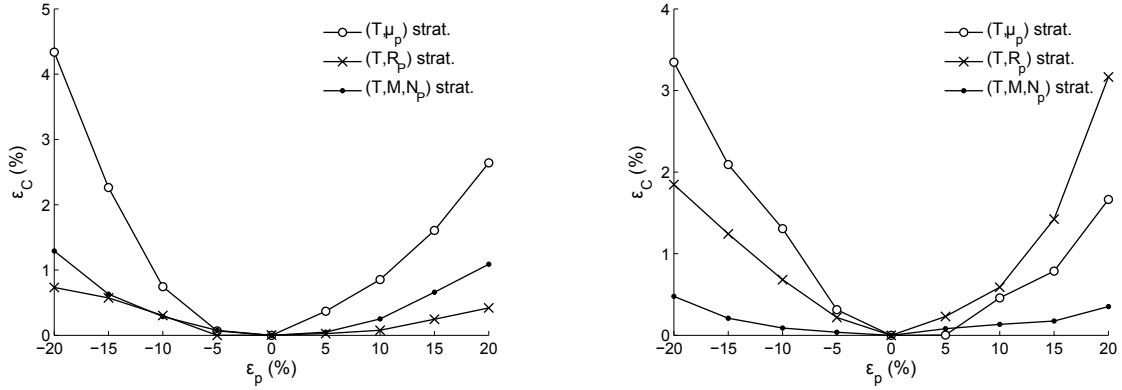 5
4
3
2
1
0
ε_C (%)
−20 −15 −10 −5 0 5 10 15 20
ε_p (%)
(T,μ_p) strat.
(T,R_P) strat.
(T,M,N_P) strat.
4
3
2
1
0
ε_C (%)
−20 −15 −10 −5 0 5 10 15 20
ε_p (%)
(T,μ_p) strat.
(T,R_p) strat.
(T,M,N_p) strat.